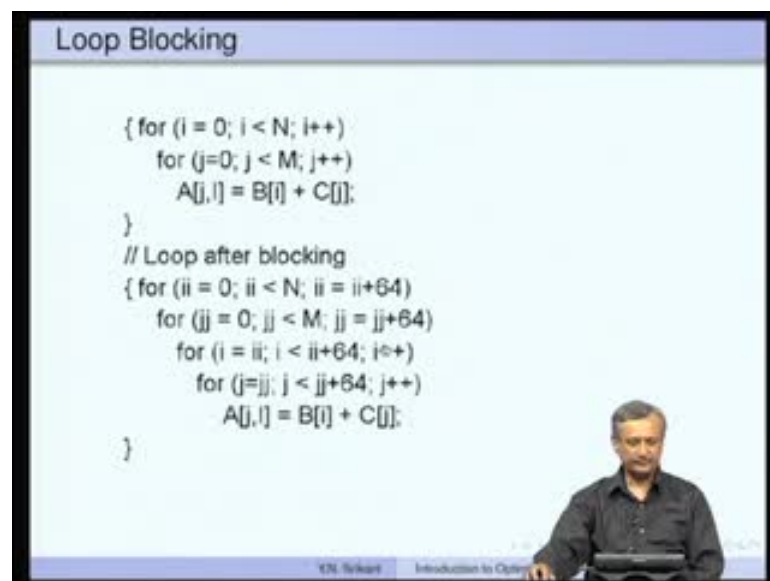 Loop Blocking
{ for (i = 0; i < N; i++)
for (j=0; j < M; j++)
A[j,I] = B[i] + C[j];
}
// Loop after blocking
{ for (ii = 0; ii < N; ii = ii+64)
for (jj = 0; jj < M; jj = jj+64)
for (i = ii; i < ii+64; i++)
for (j=jj; j < jj+64; j++)
A[j,I] = B[i] + C[j];
}
Y.N. Srikant Introduction to